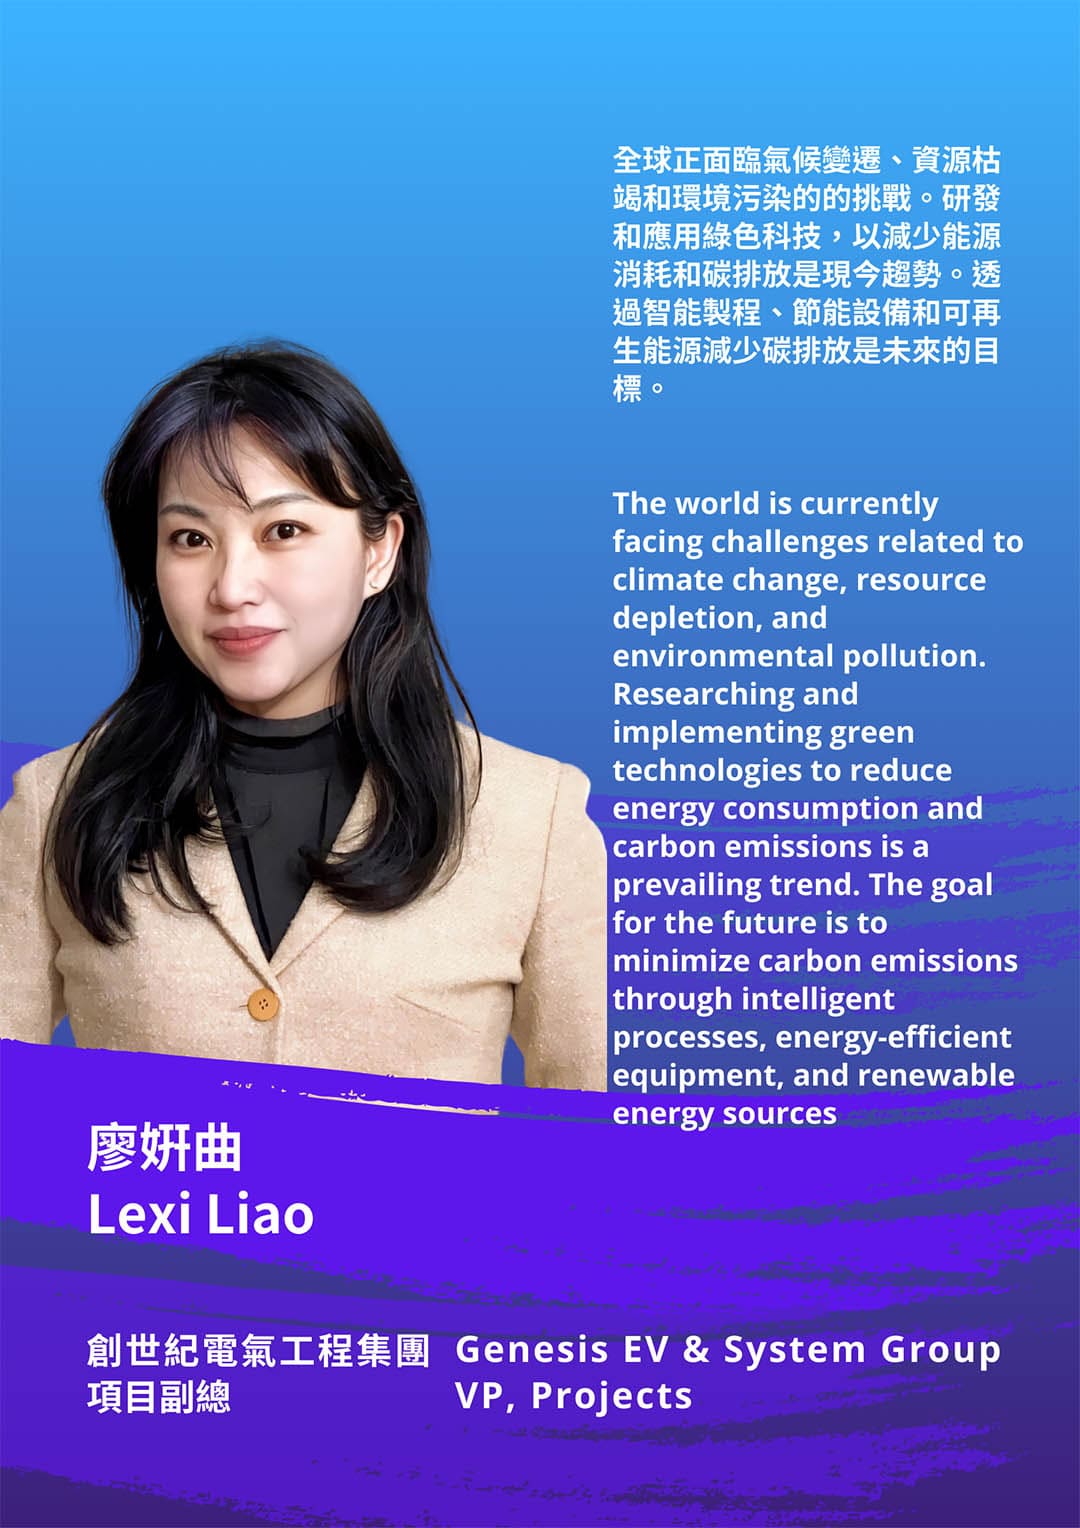 全球正面臨氣候變遷、資源枯
竭和環境污染的的挑戰。研發
和應用綠色科技，以減少能源
消耗和碳排放是現今趨勢。透
過智能製程、節能設備和可再
生能源減少碳排放是未來的目
標。
The world is currently
facing challenges related to
climate change, resource
depletion, and
environmental pollution.
Researching and
implementing green
technologies to reduce
energy consumption and
carbon emissions is a
prevailing trend. The goal
for the future is to
minimize carbon emissions
through intelligent
processes, energy-efficient
equipment, and renewable
energy sources
廖姸曲
Lexi Liao
創世紀電氣工程集團
項目副總
Genesis EV & System Group
VP, Projects